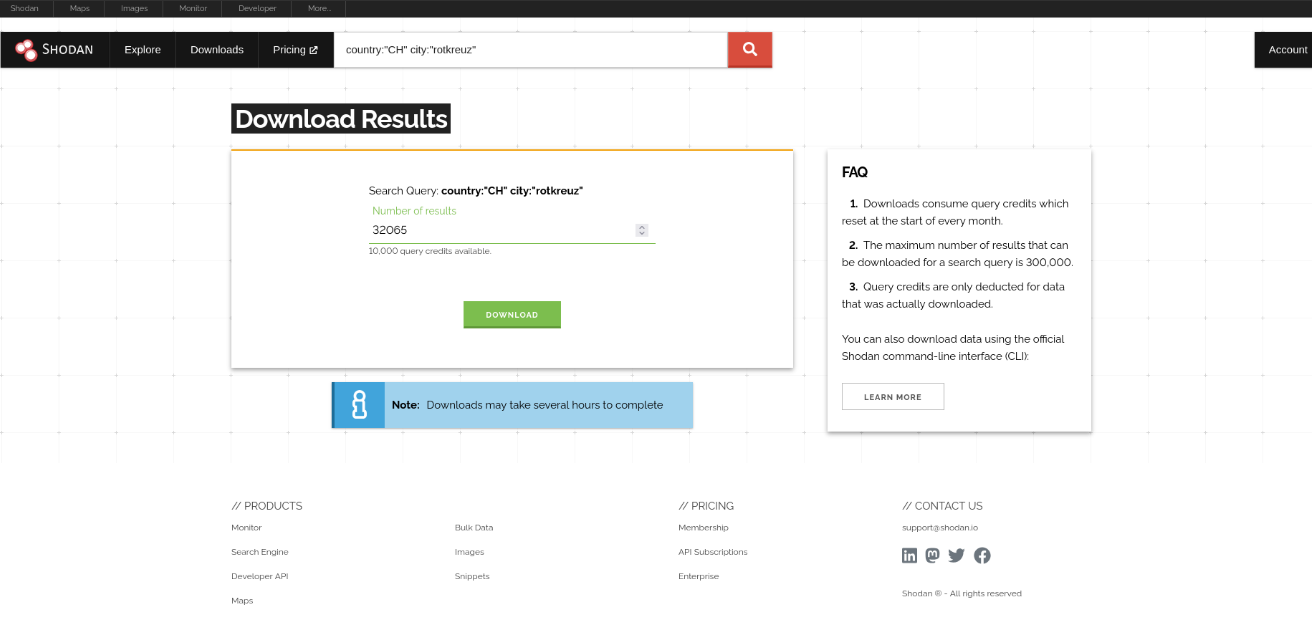 Shodan
Maps
Images
Monitor
Developer
More...
SHODAN
Explore
Downloads
Pricing
country:"CH" city:"rotkreuz"
Account
Download Results
Search Query: country:"CH" city:"rotkreuz"
Number of results
32065
10,000 query credits available.
DOWNLOAD
Note: Downloads may take several hours to complete
FAQ
1. Downloads consume query credits which
reset at the start of every month.
2. The maximum number of results that can
be downloaded for a search query is 300,000.
3. Query credits are only deducted for data
that was actually downloaded.
You can also download data using the official
Shodan command-line interface (CLI):
LEARN MORE
// PRODUCTS
Monitor
Search Engine
Developer API
Maps
Bulk Data
Images
Snippets
// PRICING
Membership
API Subscriptions
Enterprise
// CONTACT US
support@shodan.io
Shodan ® - All rights reserved